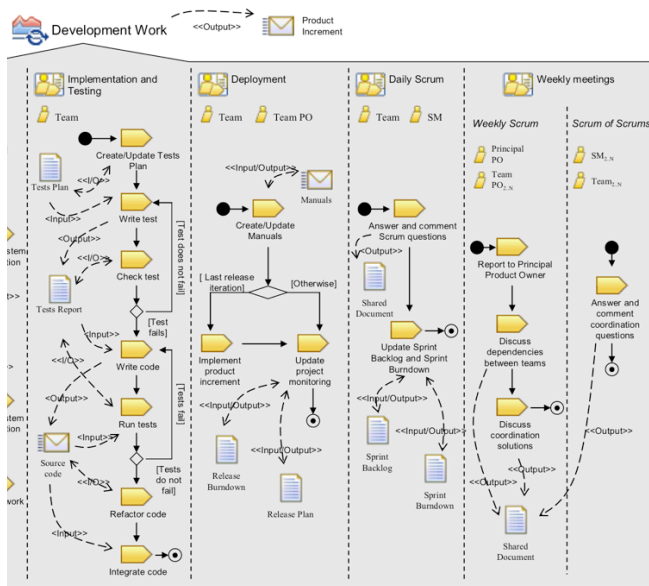 Development Work
<<Output>>
Product
Increment
Implementation and
Testing
Team
Create/Update Tests
Plan
<<I/O>>
Tests Plan
<Input>>
Write test
<Output>>
<<I/O>>
Check test
Tests Report
[Test does not fail]
[Test
fails]
<Input>>
Write code
<<I/O>>
[Tests fail]
<Output>>
Run tests
<Input>>
Source
code
[Tests
do not
fail]
<<I/O>>
Refactor code
<Input>>
Integrate code
Deployment
Team
Team PO
<<Input/Output>>
Manuals
Create/Update
Manuals
[ Last release
iteration]
[Otherwise]
Implement
product
increment
Update
project
monitoring
<<Input/Output>>
<<Input/Output>>
Release
Burndown
Release Plan
Daily Scrum
Team
SM
Answer and comment
Scrum questions
<Output>>
Shared
Document
Update Sprint
Backlog and Sprint
Burndown
<<Input/Output>>
<<Input/Output>>
Sprint
Backlog
Sprint
Burndown
Weekly meetings
Weekly Scrum
Principal
PO
Team
PO2..N
Report to Principal
Product Owner
Discuss
dependencies
between teams
<Output>>
Discuss
coordination
solutions
<<Output>>
Shared
Document
Scrum of Scrums
SM2..N
Team2..N
Answer and
comment
coordination
questions
<<Output>>
stem
tion
stem
tion
work